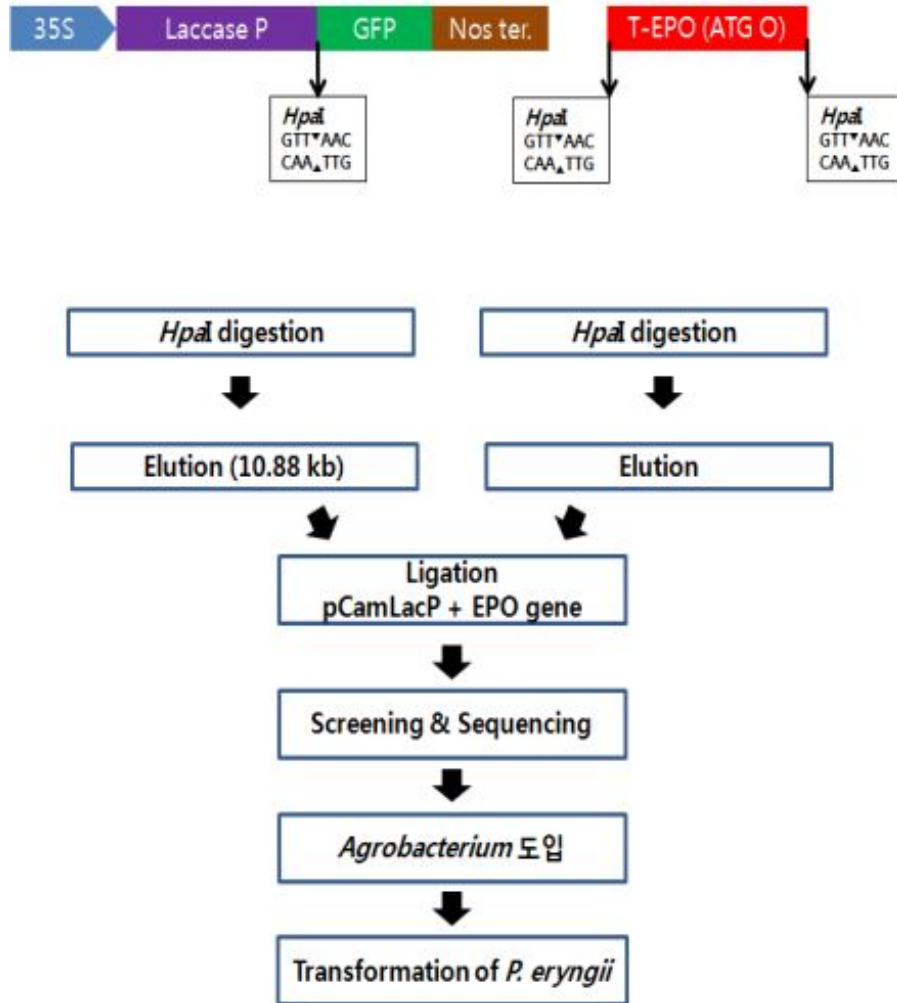 35S Laccase P GFP Nos ter. T-EPO (ATG O)
HpaI
GTT▼AAC
CAA▲TTG
HpaI
GTT▼AAC
CAA▲TTG
HpaI
GTT▼AAC
CAA▲TTG
HpaI digestion
HpaI digestion
Elution (10.88 kb)
Elution
Ligation
pCamLacP + EPO gene
Screening & Sequencing
Agrobacterium 도입
Transformation of P. eryngii